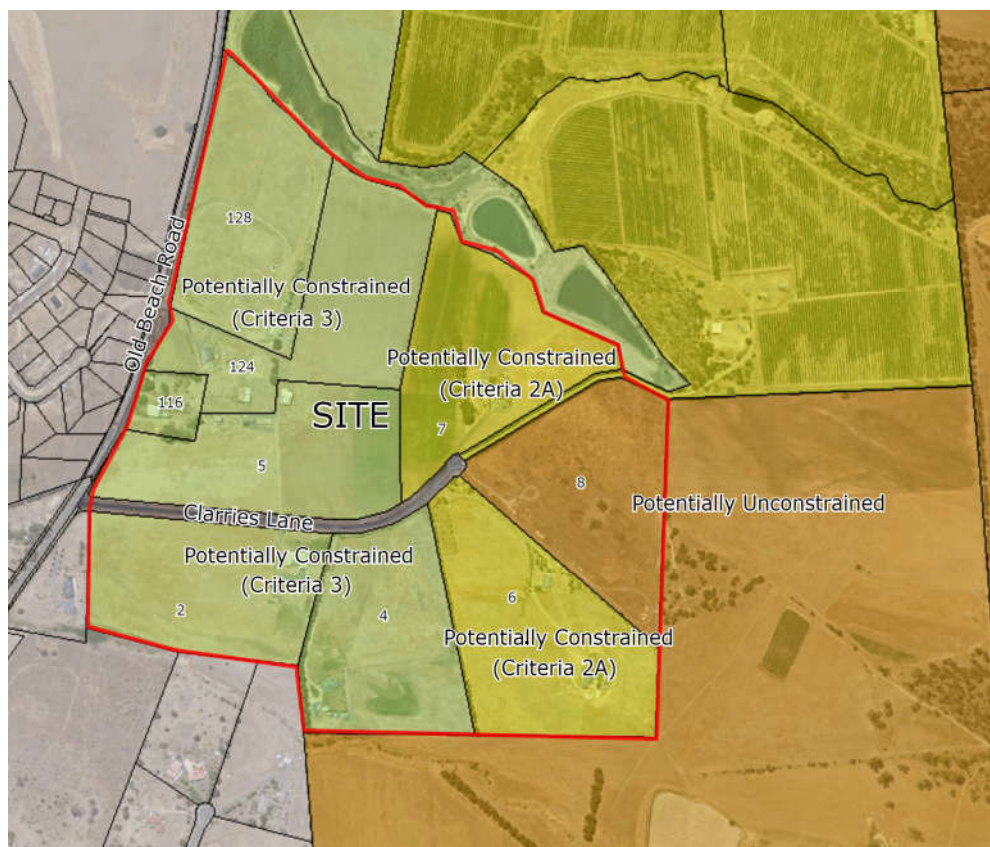 128
Old Beach Road
Potentially Constrained
(Criteria 3)
124
116
SITE
Potentially Constrained
(Criteria 2A)
7
5
8
Potentially Unconstrained
Clarries Lane
Potentially Constrained
(Criteria 3)
2
4
6
Potentially Constrained
(Criteria 2A)